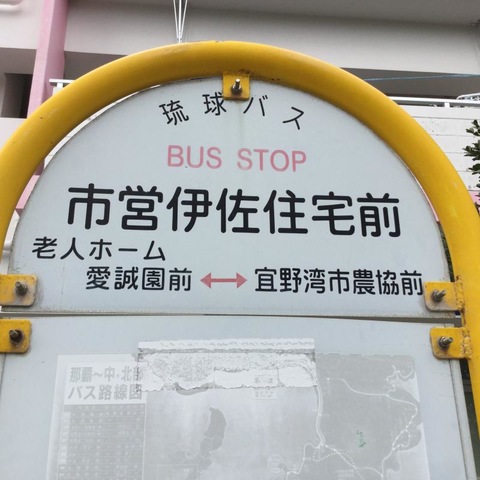 琉球バス
BUS STOP
市営伊佐住宅前
老人ホーム
愛誠園前 ↔ 宜野湾市農協前
那覇〜中・北部
バス路線図